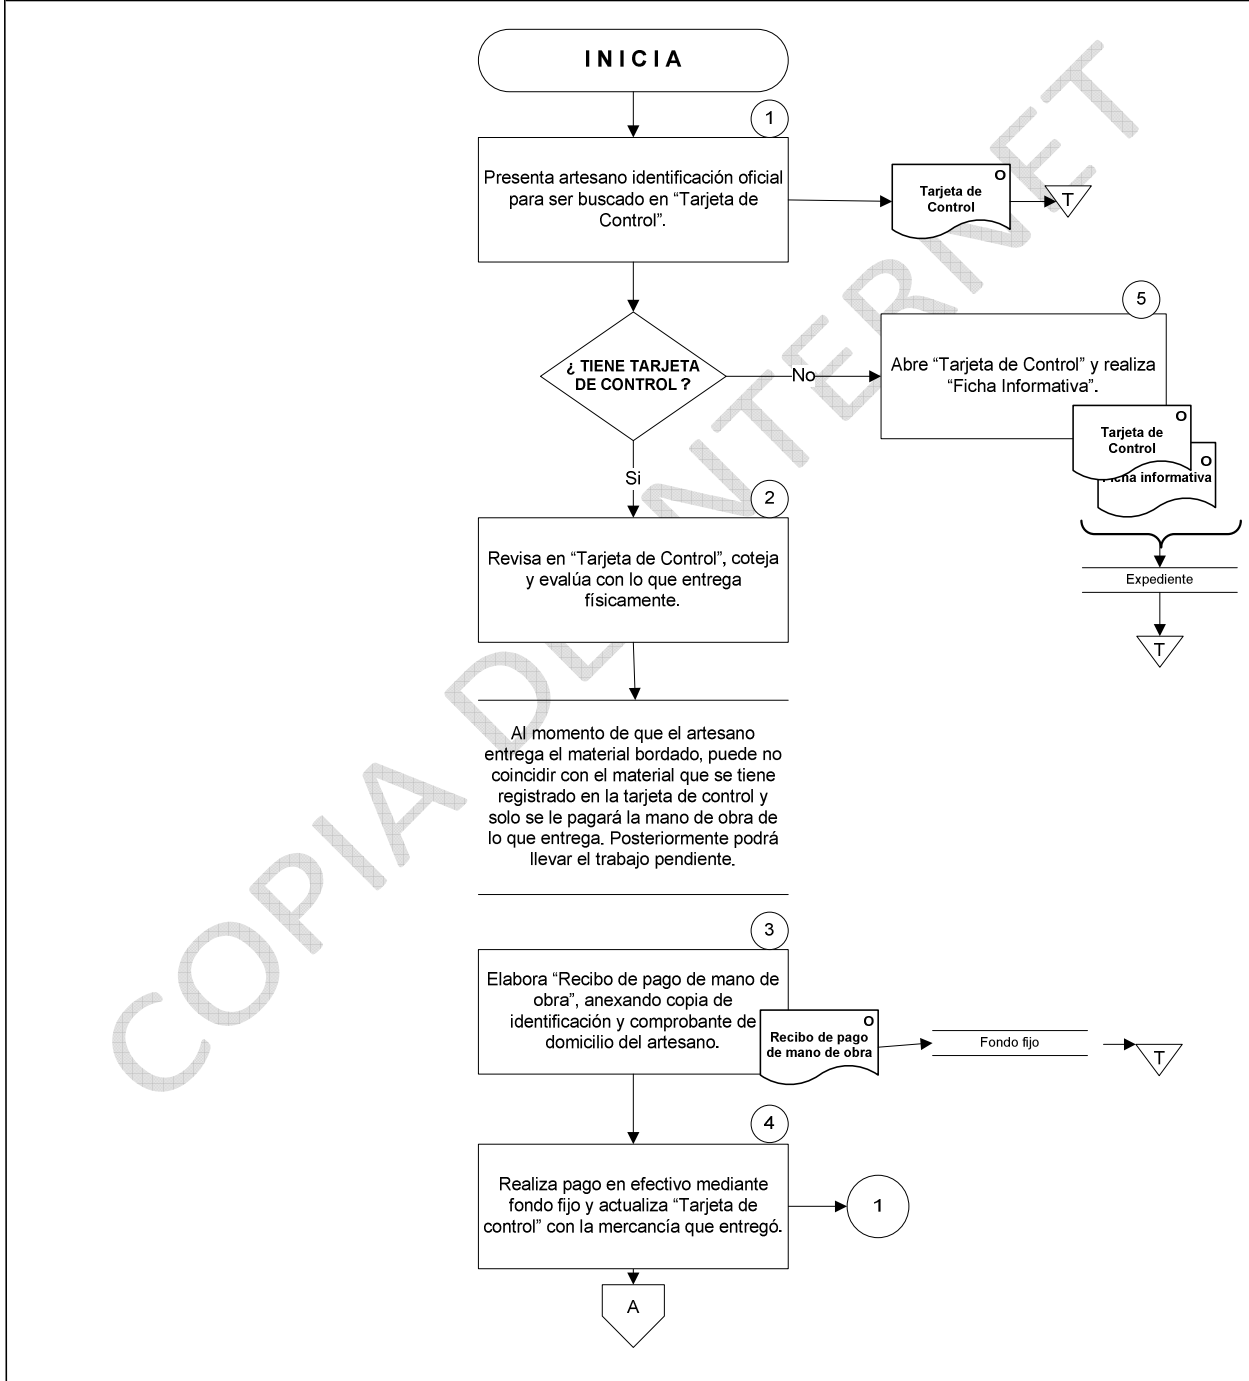 INICIA
1
Presenta artesano identificación oficial
para ser buscado en “Tarjeta de
Control”.
O
Tarjeta de
Control
T
¿ TIENE TARJETA
DE CONTROL ?
No
5
Abre “Tarjeta de Control” y realiza
“Ficha Informativa”.
O
Tarjeta de
Control
O
informativa
Expediente
T
Si
2
Revisa en “Tarjeta de Control”, coteja
y evalúa con lo que entrega
físicamente.
Al momento de que el artesano
entrega el material bordado, puede no
coincidir con el material que se tiene
registrado en la tarjeta de control y
solo se le pagará la mano de obra de
lo que entrega. Posteriormente podrá
llevar el trabajo pendiente.
3
Elabora “Recibo de pago de mano de
obra”, anexando copia de
identificación y comprobante de
domicilio del artesano.
O
Recibo de pago
de mano de obra
Fondo fijo
T
4
Realiza pago en efectivo mediante
fondo fijo y actualiza “Tarjeta de
control” con la mercancía que entregó.
1
A
COPIA DE INTERNET